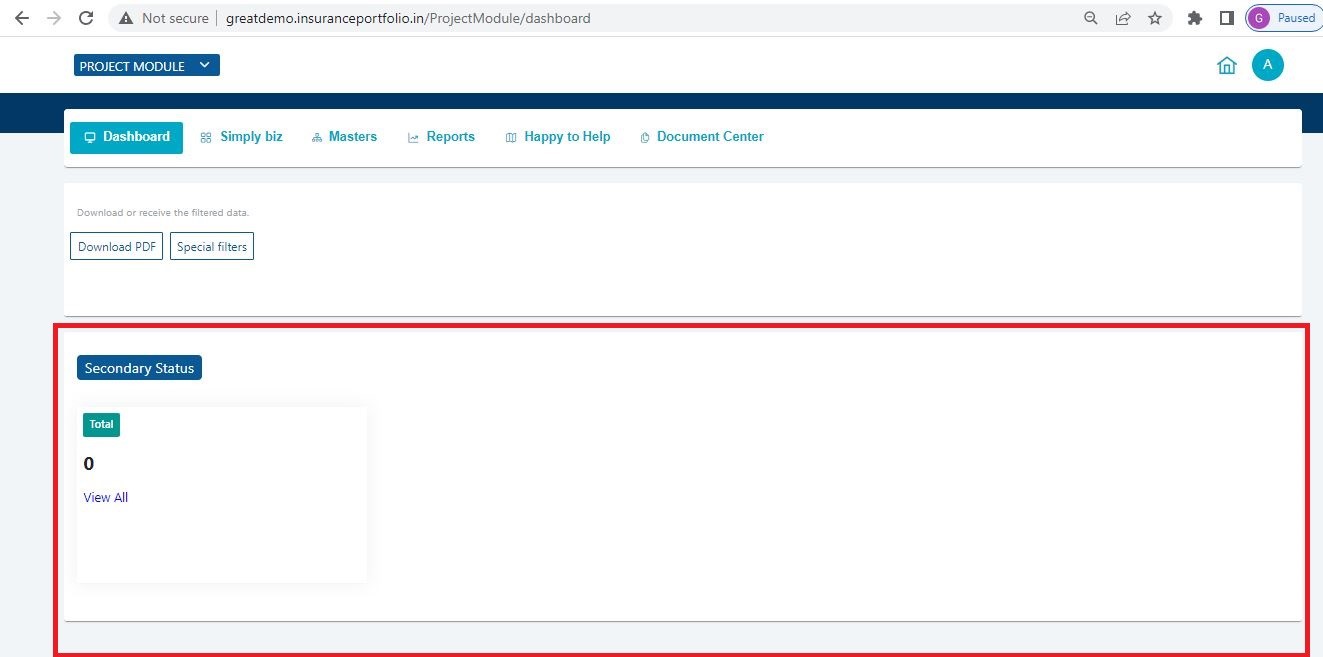 Not secure greatdemo.insuranceportfolio.in/ProjectModule/dashboard G Paused
PROJECT MODULE A
Dashboard Simply biz Masters Reports Happy to Help Document Center
Download or receive the filtered data.
Download PDF Special filters
Secondary Status
Total
0
View All